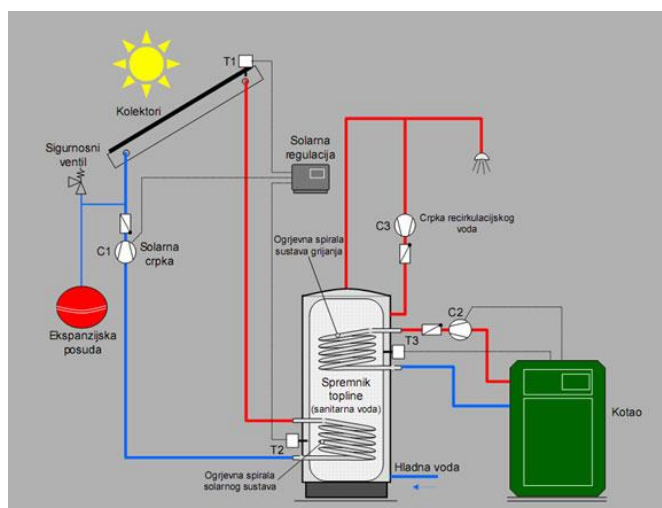 T1
Kolektori
Sigurnosni
ventil
Solarna
regulacija
C1
Solarna
crpka
C3
Crpka recirkulacijskog
voda
Ogrjevna spirala
sustava grijanja
Ekspanzijska
posuda
C2
T3
Spremnik
topline
(sanitarna voda)
Kotao
T2
Ogrjevna spirala
solarnog sustava
Hladna voda